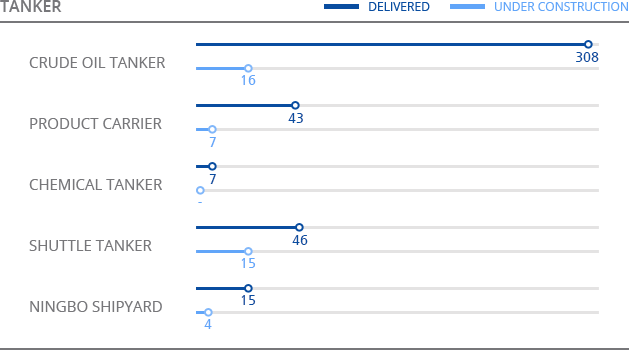 TANKER
DELIVERED UNDER CONSTRUCTION
CRUDE OIL TANKER
308
16
PRODUCT CARRIER
43
7
CHEMICAL TANKER
7
-
SHUTTLE TANKER
46
15
NINGBO SHIPYARD
15
4